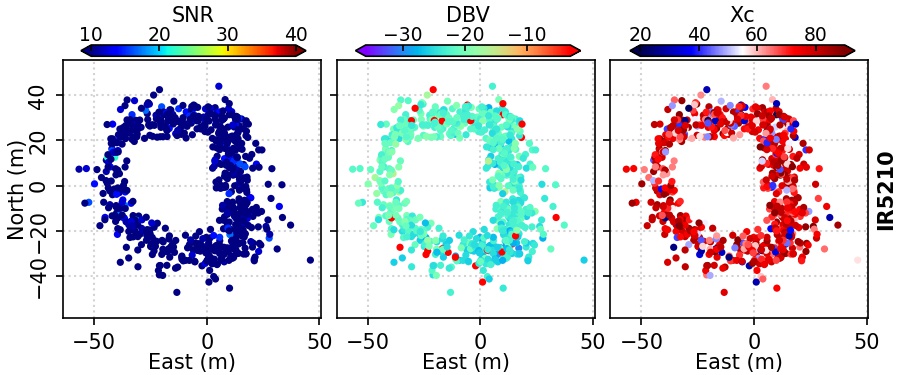 SNR
10 20 30 40
DBV
−30 −20 −10
Xc
20 40 60 80
North (m)
40
20
0
−20
−40
−50 0 50
East (m)
−50 0 50
East (m)
−50 0 50
East (m)
IR5210